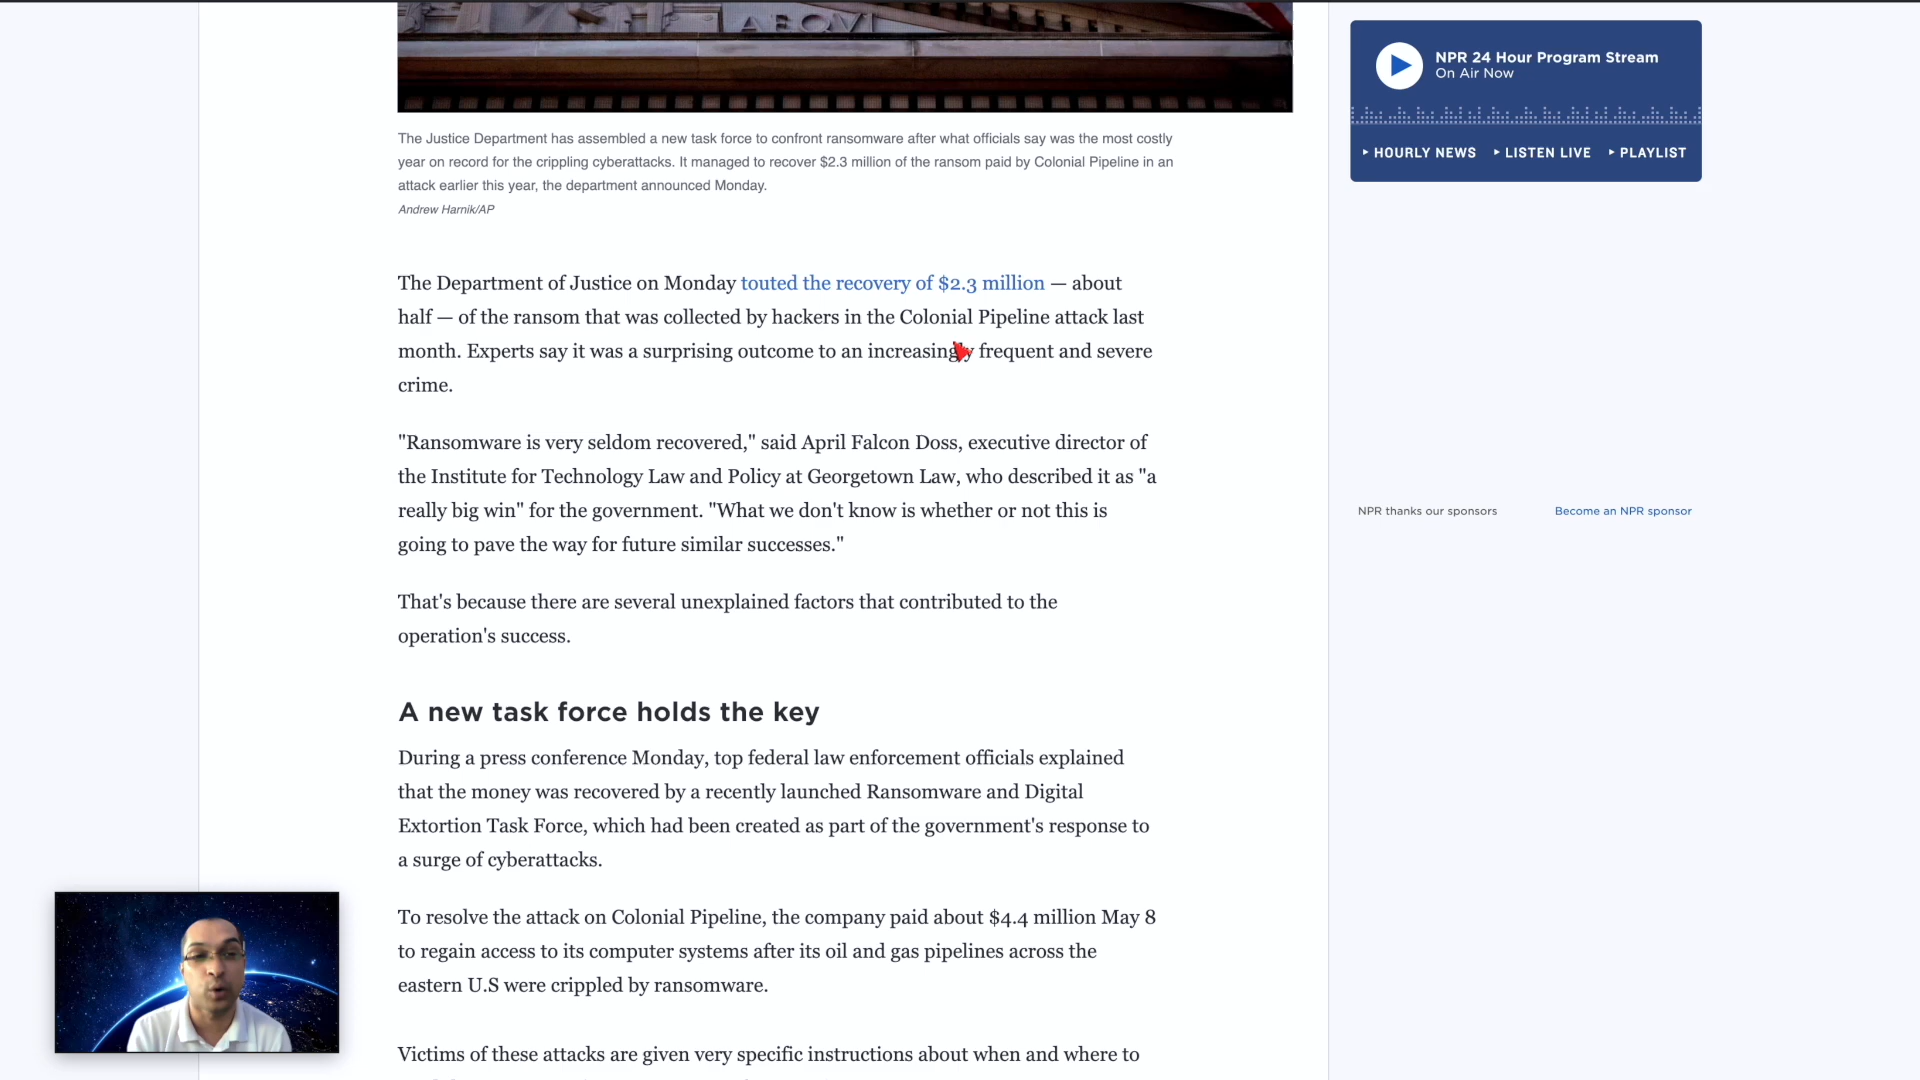 AEQVI
NPR 24 Hour Program Stream
On Air Now
HOURLY NEWS LISTEN LIVE PLAYLIST
The Justice Department has assembled a new task force to confront ransomware after what officials say was the most costly
year on record for the crippling cyberattacks. It managed to recover $2.3 million of the ransom paid by Colonial Pipeline in an
attack earlier this year, the department announced Monday.
Andrew Harnik/AP
The Department of Justice on Monday touted the recovery of $2.3 million — about
half — of the ransom that was collected by hackers in the Colonial Pipeline attack last
month. Experts say it was a surprising outcome to an increasingly frequent and severe
crime.
"Ransomware is very seldom recovered," said April Falcon Doss, executive director of
the Institute for Technology Law and Policy at Georgetown Law, who described it as "a
really big win" for the government. "What we don't know is whether or not this is
going to pave the way for future similar successes."
NPR thanks our sponsors Become an NPR sponsor
That's because there are several unexplained factors that contributed to the
operation's success.
A new task force holds the key
During a press conference Monday, top federal law enforcement officials explained
that the money was recovered by a recently launched Ransomware and Digital
Extortion Task Force, which had been created as part of the government's response to
a surge of cyberattacks.
To resolve the attack on Colonial Pipeline, the company paid about $4.4 million May 8
to regain access to its computer systems after its oil and gas pipelines across the
eastern U.S were crippled by ransomware.
Victims of these attacks are given very specific instructions about when and where to